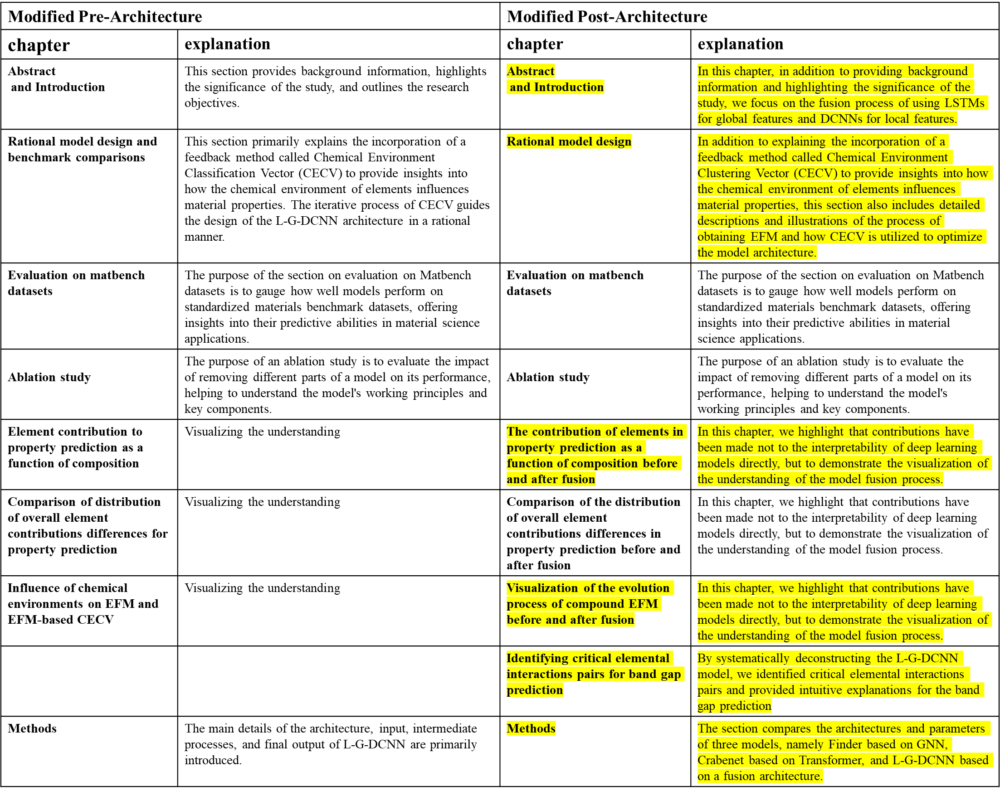 Modified Pre-Architecture
Modified Post-Architecture
chapter
explanation
chapter
explanation
Abstract
and Introduction
This section provides background information, highlights
the significance of the study, and outlines the research
objectives.
Abstract
and Introduction
In this chapter, in addition to providing background
information and highlighting the significance of the
study, we focus on the fusion process of using LSTMs
for global features and DCNNs for local features.
Rational model design and
benchmark comparisons
This section primarily explains the incorporation of a
feedback method called Chemical Environment
Classification Vector (CECV) to provide insights into
how the chemical environment of elements influences
material properties. The iterative process of CECV guides
the design of the L-G-DCNN architecture in a rational
manner.
Rational model design
In addition to explaining the incorporation of a
feedback method called Chemical Environment
Clustering Vector (CECV) to provide insights into how
the chemical environment of elements influences
material properties, this section also includes detailed
descriptions and illustrations of the process of
obtaining EFM and how CECV is utilized to optimize
the model architecture.
Evaluation on matbench
datasets
The purpose of the section on evaluation on Matbench
datasets is to gauge how well models perform on
standardized materials benchmark datasets, offering
insights into their predictive abilities in material science
applications.
Evaluation on matbench
datasets
The purpose of the section on evaluation on Matbench
datasets is to gauge how well models perform on
standardized materials benchmark datasets, offering
insights into their predictive abilities in material
science applications.
Ablation study
The purpose of an ablation study is to evaluate the impact
of removing different parts of a model on its performance,
helping to understand the model's working principles and
key components.
Ablation study
The purpose of an ablation study is to evaluate the
impact of removing different parts of a model on its
performance, helping to understand the model's
working principles and key components.
Element contribution to
property prediction as a
function of composition
Visualizing the understanding
The contribution of elements in
property prediction as a
function of composition before
and after fusion
In this chapter, we highlight that contributions have
been made not to the interpretability of deep learning
models directly, but to demonstrate the visualization of
the understanding of the model fusion process.
Comparison of distribution
of overall element
contributions differences for
property prediction
Visualizing the understanding
Comparison of the distribution
of overall element
contributions differences in
property prediction before and
after fusion
In this chapter, we highlight that contributions have
been made not to the interpretability of deep learning
models directly, but to demonstrate the visualization of
the understanding of the model fusion process.
Influence of chemical
environments on EFM and
EFM-based CECV
Visualizing the understanding
Visualization of the evolution
process of compound EFM
before and after fusion
In this chapter, we highlight that contributions have
been made not to the interpretability of deep learning
models directly, but to demonstrate the visualization of
the understanding of the model fusion process.
Identifying critical elemental
interactions pairs for band gap
prediction
By systematically deconstructing the L-G-DCNN
model, we identified critical elemental interactions
pairs and provided intuitive explanations for the band
gap prediction
Methods
The main details of the architecture, input, intermediate
processes, and final output of L-G-DCNN are primarily
introduced.
Methods
The section compares the architectures and parameters
of three models, namely Finder based on GNN,
Crabenet based on Transformer, and L-G-DCNN based
on a fusion architecture.